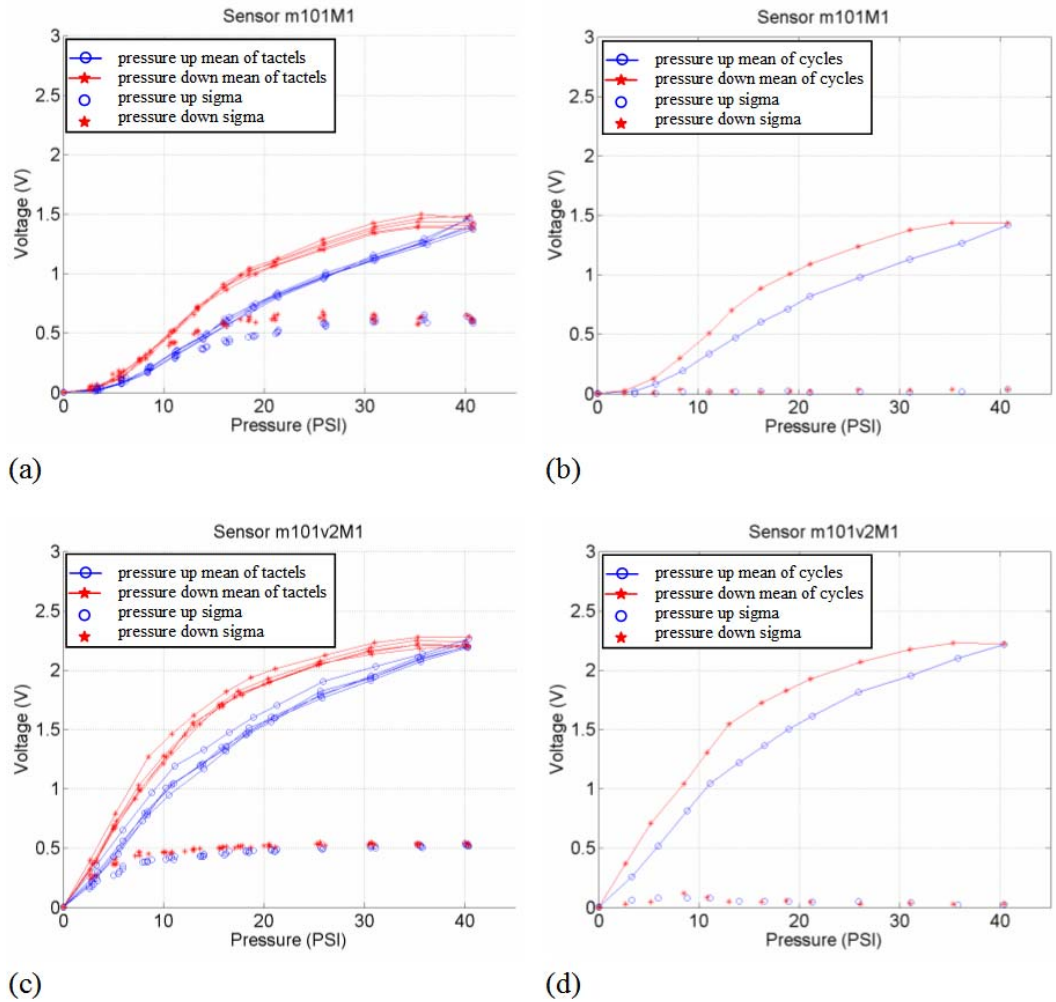 Sensor m101M1
3
2.5
2
1.5
1
0.5
0
Voltage (V)
pressure up mean of tactels
pressure down mean of tactels
pressure up sigma
pressure down sigma
0 10 20 30 40
Pressure (PSI)
(a)
Sensor m101M1
3
2.5
2
1.5
1
0.5
0
Voltage (V)
pressure up mean of cycles
pressure down mean of cycles
pressure up sigma
pressure down sigma
0 10 20 30 40
Pressure (PSI)
(b)
Sensor m101v2M1
3
2.5
2
1.5
1
0.5
0
Voltage (V)
pressure up mean of tactels
pressure down mean of tactels
pressure up sigma
pressure down sigma
0 10 20 30 40
Pressure (PSI)
(c)
Sensor m101v2M1
3
2.5
2
1.5
1
0.5
0
Voltage (V)
pressure up mean of cycles
pressure down mean of cycles
pressure up sigma
pressure down sigma
0 10 20 30 40
Pressure (PSI)
(d)